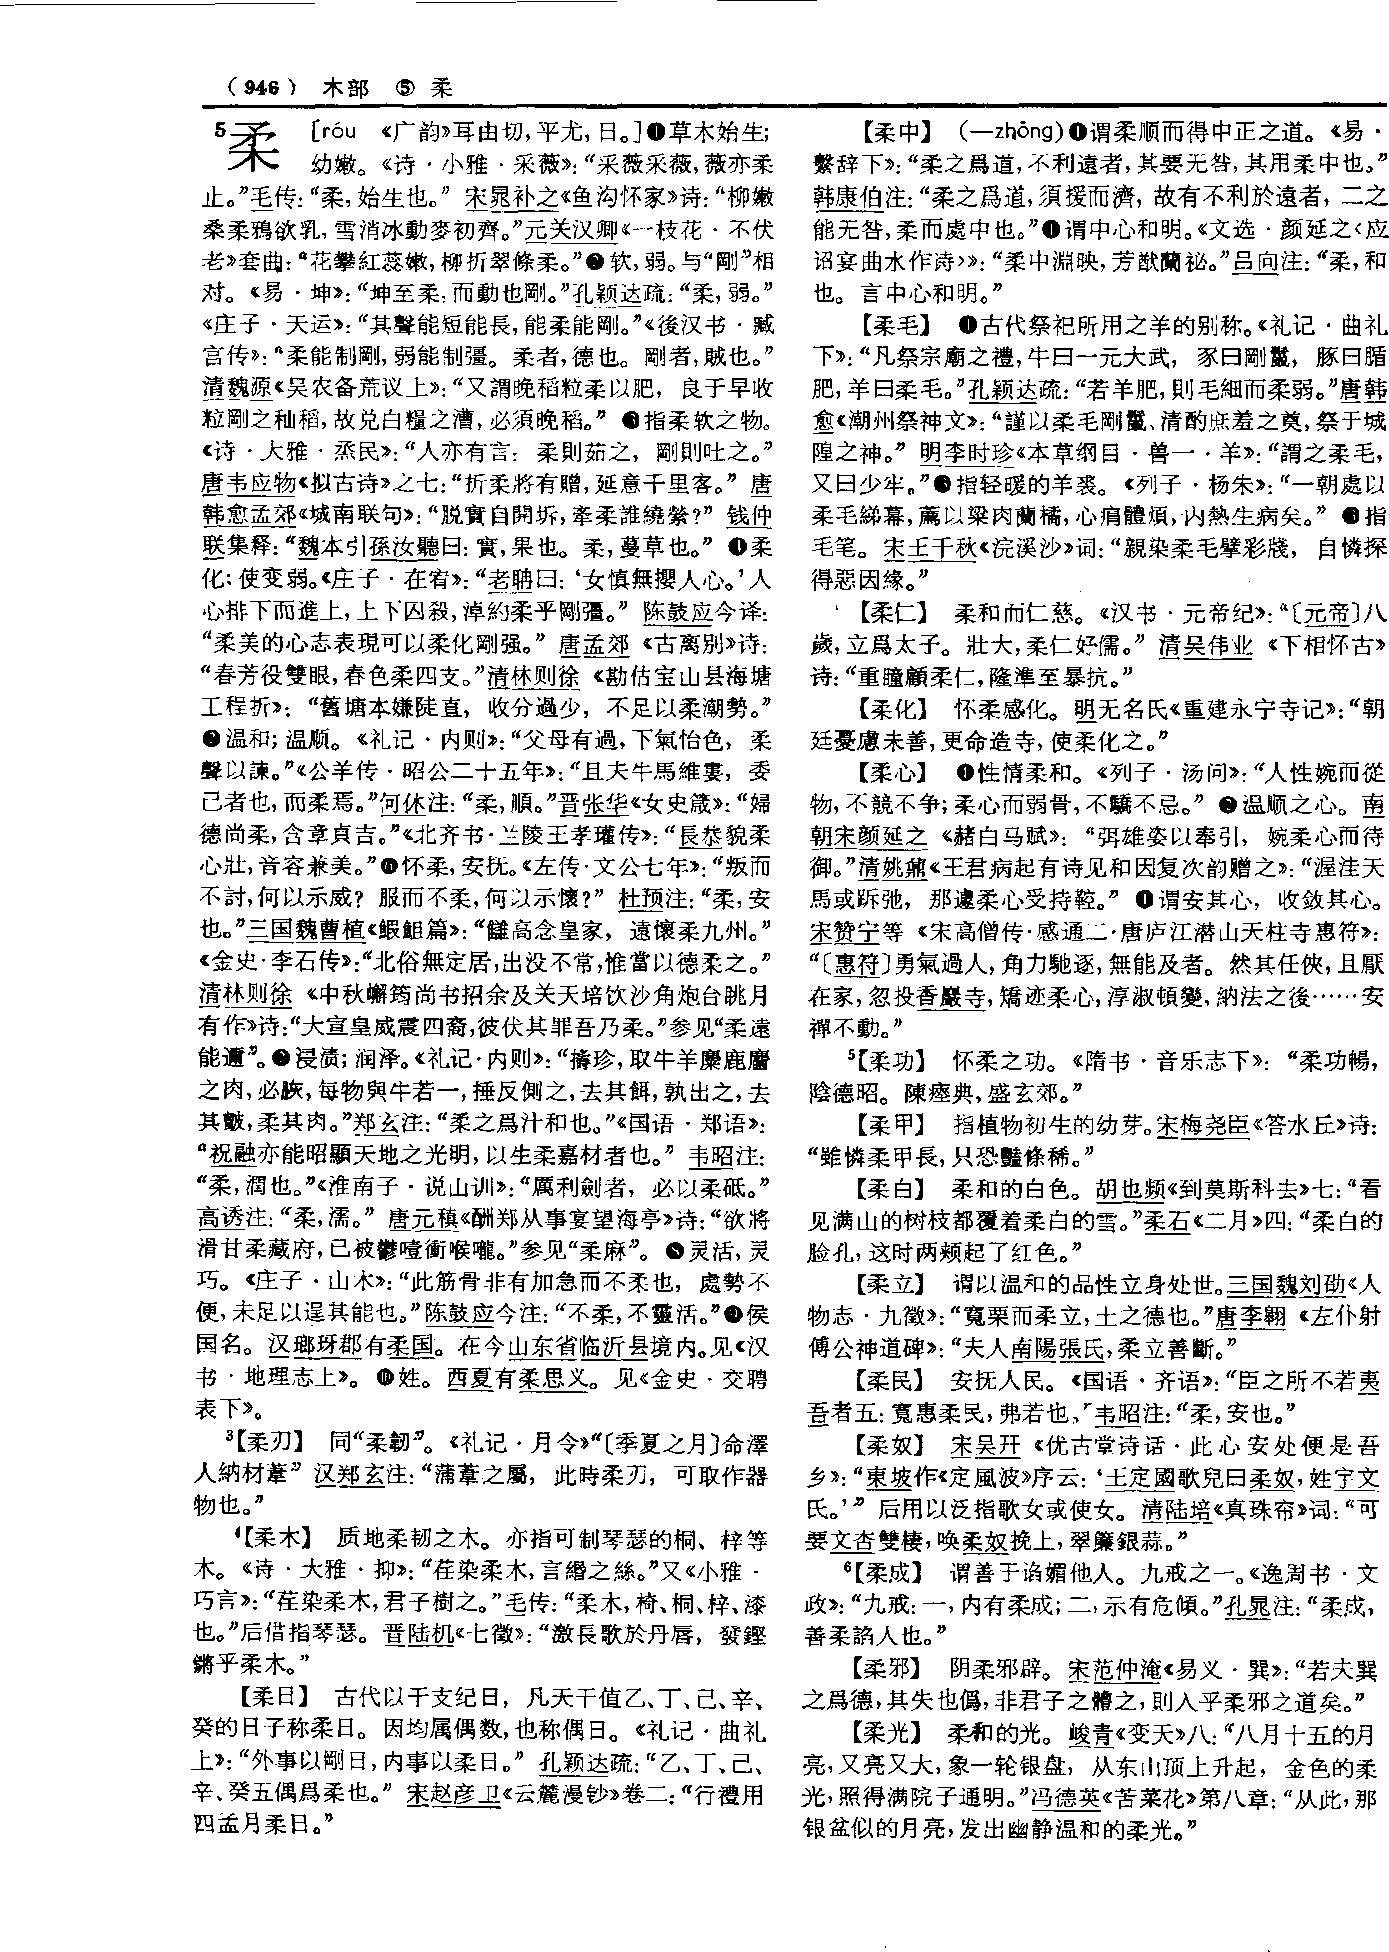 （946） 木部 ⑤ 柔
5柔 [róu 《广韵》耳由切，平尤，日。]❶草木始生；
幼嫩。《诗·小雅·采薇》：“采薇采薇，薇亦柔
止。”毛传：“柔，始生也。” 宋晁补之《鱼沟怀家》诗：“柳嫩
桑柔鴉欲乳，雪消冰動麥初齊。”元关汉卿《一枝花·不伏
老》套曲：“花攀紅蕊嫩，柳折翠條柔。”❷软，弱。与“剛”相
对。《易·坤》：“坤至柔，而動也剛。”孔颖达疏：“柔，弱。”
《庄子·天运》：“其聲能短能長，能柔能剛。”《後汉书·臧
宫传》：“柔能制剛，弱能制彊。柔者，德也。剛者，賊也。”
清魏源《吴农备荒议上》：“又謂晚稻粒柔以肥，良于早收
粒剛之秈稻，故兑白糧之漕，必須晚稻。” ❸指柔软之物。
《诗·大雅·烝民》：“人亦有言：柔則茹之，剛則吐之。”
唐韦应物《拟古诗》之七：“折柔將有贈，延意千里客。” 唐
韩愈孟郊《城南联句》：“脱實自開坼，牽柔誰繞縈？” 钱仲
联集释：“魏本引孫汝聽曰：實，果也。柔，蔓草也。” ❹柔
化；使变弱。《庄子·在宥》：“老聃曰：‘女慎無攖人心。’人
心排下而進上，上下囚殺，淖約柔乎剛彊。” 陈鼓应今译：
“柔美的心志表現可以柔化剛强。” 唐孟郊《古离别》诗：
“春芳役雙眼，春色柔四支。”清林则徐《勘估宝山县海塘
工程折》：“舊塘本嫌陡直，收分過少，不足以柔潮勢。”
❺温和；温顺。《礼记·内则》：“父母有過，下氣怡色，柔
聲以諫。”《公羊传·昭公二十五年》：“且夫牛馬維婁，委
己者也，而柔焉。”何休注：“柔，順。”晋张华《女史箴》：“婦
德尚柔，含章貞吉。”《北齐书·兰陵王孝瓘传》：“長恭貌柔
心壯，音容兼美。”❻怀柔，安抚。《左传·文公七年》：“叛而
不討，何以示威？服而不柔，何以示懷？” 杜预注：“柔，安
也。”三国魏曹植《鰕䱇篇》：“讎高念皇家，遠懷柔九州。”
《金史·李石传》：“北俗無定居，出没不常，惟當以德柔之。”
清林则徐《中秋嶰筠尚书招余及关天培饮沙角炮台眺月
有作》诗：“大宣皇威震四裔，彼伏其罪吾乃柔。”参见“柔遠
能邇”。❼浸渍；润泽。《礼记·内则》：“擣珍，取牛羊麋鹿麕
之肉，必脄，每物與牛若一，捶反側之，去其餌，孰出之，去
其皽，柔其肉。”郑玄注：“柔之爲汁和也。”《国语·郑语》：
“祝融亦能昭顯天地之光明，以生柔嘉材者也。” 韦昭注：
“柔，潤也。”《淮南子·说山训》：“厲利劍者，必以柔砥。”
高诱注：“柔，濡。” 唐元稹《酬郑从事宴望海亭》诗：“欲將
滑甘柔藏府，已被鬱噎衝喉嚨。”参见“柔麻”。 ❽灵活，灵
巧。《庄子·山木》：“此筋骨非有加急而不柔也，處勢不
便，未足以逞其能也。”陈鼓应今注：“不柔，不靈活。”❾侯
国名。汉瑯玡郡有柔国。在今山东省临沂县境内。见《汉
书·地理志上》。 ❿姓。西夏有柔思义。见《金史·交聘
表下》。
3【柔刃】 同“柔韌”。《礼记·月令》“〔季夏之月〕命澤
人納材葦” 汉郑玄注：“蒲葦之屬，此時柔刃，可取作器
物也。”
4【柔木】 质地柔韧之木。亦指可制琴瑟的桐、梓等
木。《诗·大雅·抑》：“荏染柔木，言緡之絲。”又《小雅·
巧言》：“荏染柔木，君子樹之。”毛传：“柔木，椅、桐、梓、漆
也。”后借指琴瑟。晋陆机《七徵》：“激長歌於丹唇，發鏗
鏘乎柔木。”
【柔日】 古代以干支纪日，凡天干值乙、丁、己、辛、
癸的日子称柔日。因均属偶数，也称偶日。《礼记·曲礼
上》：“外事以剛日，内事以柔日。” 孔颖达疏：“乙、丁、己、
辛、癸五偶爲柔也。” 宋赵彦卫《云麓漫钞》卷二：“行禮用
四孟月柔日。”
【柔中】 （—zhōng）❶谓柔顺而得中正之道。《易·
繫辞下》：“柔之爲道，不利遠者，其要无咎，其用柔中也。”
韩康伯注：“柔之爲道，須援而濟，故有不利於遠者，二之
能无咎，柔而處中也。”❷谓中心和明。《文选·颜延之〈应
诏宴曲水作诗〉》：“柔中淵映，芳猷蘭祕。”吕向注：“柔，和
也。言中心和明。”
【柔毛】 ❶古代祭祀所用之羊的别称。《礼记·曲礼
下》：“凡祭宗廟之禮，牛曰一元大武，豕曰剛鬣，豚曰腯
肥，羊曰柔毛。”孔颖达疏：“若羊肥，則毛細而柔弱。”唐韩
愈《潮州祭神文》：“謹以柔毛剛鬣、清酌庶羞之奠，祭于城
隍之神。” 明李时珍《本草纲目·兽一·羊》：“謂之柔毛，
又曰少牢。”❷指轻暖的羊裘。《列子·杨朱》：“一朝處以
柔毛綈幕，薦以粱肉蘭橘，心痟體煩，内熱生病矣。” ❸指
毛笔。宋王千秋《浣溪沙》词：“親染柔毛擘彩牋，自憐探
得惡因緣。”
【柔仁】 柔和而仁慈。《汉书·元帝纪》：“〔元帝〕八
歲，立爲太子。壯大，柔仁好儒。” 清吴伟业《下相怀古》
诗：“重瞳顧柔仁，隆準至暴抗。”
【柔化】 怀柔感化。明无名氏《重建永宁寺记》：“朝
廷憂慮未善，更命造寺，使柔化之。”
【柔心】 ❶性情柔和。《列子·汤问》：“人性婉而從
物，不競不争；柔心而弱骨，不驕不忌。” ❷温顺之心。南
朝宋颜延之《赭白马赋》：“弭雄姿以奉引，婉柔心而待
御。”清姚鼐《王君病起有诗见和因复次韵赠之》：“渥洼天
馬或跅弛，那遽柔心受持鞚。” ❸谓安其心，收敛其心。
宋赞宁等《宋高僧传·感通二·唐庐江潜山天柱寺惠符》：
“〔惠符〕勇氣過人，角力馳逐，無能及者。然其任俠，且厭
在家，忽投香巖寺，矯迹柔心，淳淑頓變，納法之後……安
禪不動。”
5【柔功】 怀柔之功。《隋书·音乐志下》：“柔功暢，
陰德昭。陳瘞典，盛玄郊。”
【柔甲】 指植物初生的幼芽。宋梅尧臣《答水丘》诗：
“雖憐柔甲長，只恐豔條稀。”
【柔白】 柔和的白色。胡也频《到莫斯科去》七：“看
见满山的树枝都覆着柔白的雪。”柔石《二月》四：“柔白的
脸孔，这时两颊起了红色。”
【柔立】 谓以温和的品性立身处世。三国魏刘劭《人
物志·九徵》：“寬栗而柔立，土之德也。”唐李翱《左仆射
傅公神道碑》：“夫人南陽張氏，柔立善斷。”
【柔民】 安抚人民。《国语·齐语》：“臣之所不若夷
吾者五：寬惠柔民，弗若也。”韦昭注：“柔，安也。”
【柔奴】 宋吴幵《优古堂诗话·此心安处便是吾
乡》：“東坡作《定風波》序云：‘王定國歌兒曰柔奴，姓宇文
氏。’” 后用以泛指歌女或使女。清陆培《真珠帘》词：“可
要文杏雙棲，唤柔奴挽上，翠簾銀蒜。”
6【柔成】 谓善于谄媚他人。九戒之一。《逸周书·文
政》：“九戒：一，内有柔成；二，示有危傾。”孔晁注：“柔成，
善柔諂人也。”
【柔邪】 阴柔邪辟。宋范仲淹《易义·巽》：“若夫巽
之爲德，其失也僞，非君子之體之，則入乎柔邪之道矣。”
【柔光】 柔和的光。峻青《变天》八：“八月十五的月
亮，又亮又大，象一轮银盘，从东山顶上升起，金色的柔
光，照得满院子通明。”冯德英《苦菜花》第八章：“从此，那
银盆似的月亮，发出幽静温和的柔光。”